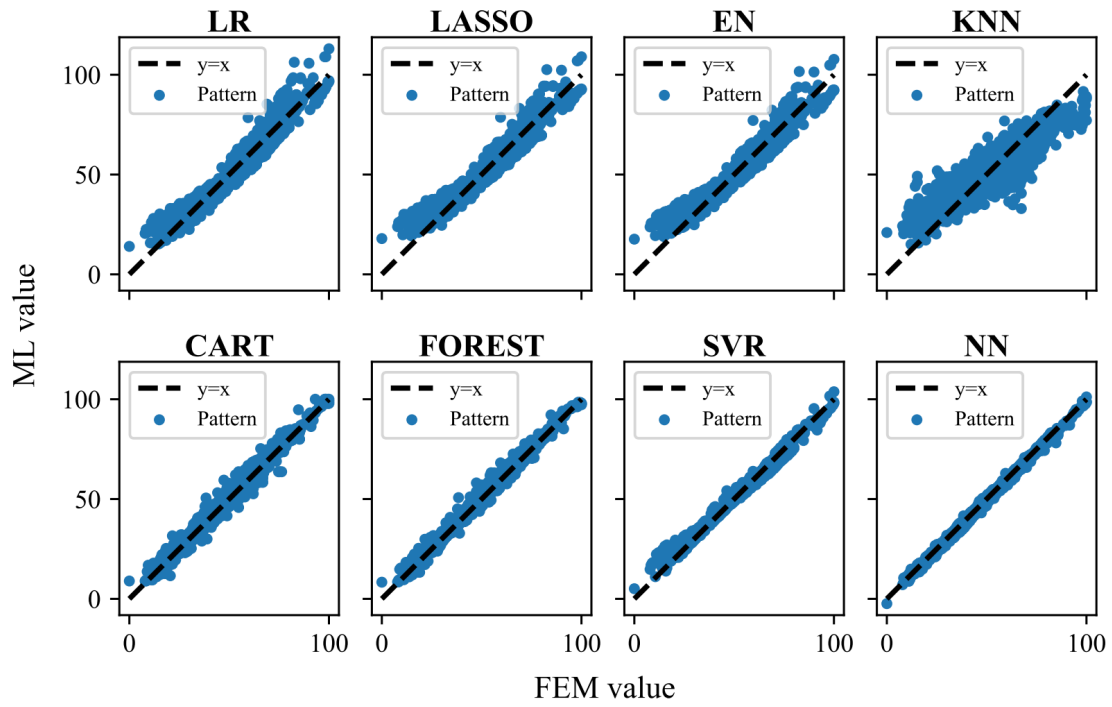 LR
LASSO
EN
KNN
y=x
Pattern
y=x
Pattern
y=x
Pattern
y=x
Pattern
100
50
0
CART
FOREST
SVR
NN
y=x
Pattern
y=x
Pattern
y=x
Pattern
y=x
Pattern
100
50
0
0 100
0 100
0 100
0 100
ML value
FEM value